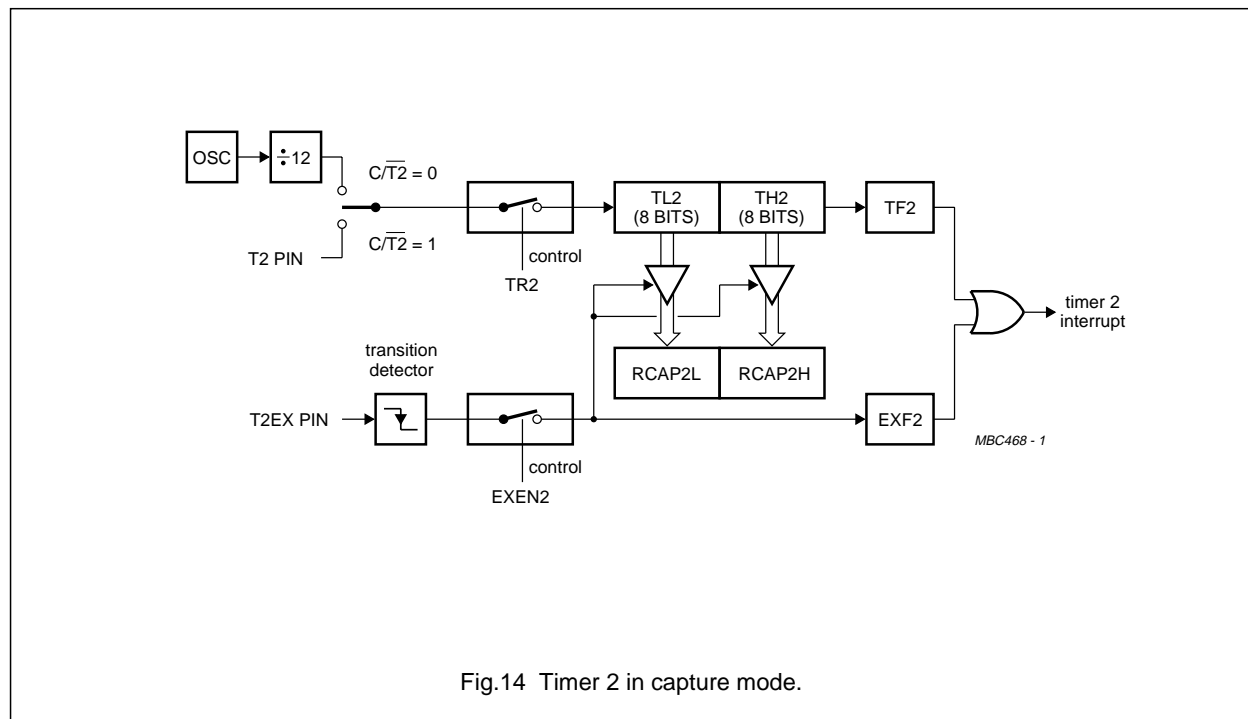 OSC
÷12
C/T2 = 0
C/T2 = 1
T2 PIN
control
TR2
TL2
(8 BITS)
TH2
(8 BITS)
TF2
timer 2
interrupt
RCAP2L
RCAP2H
transition
detector
T2EX PIN
control
EXEN2
EXF2
MBC468 - 1
Fig.14 Timer 2 in capture mode.